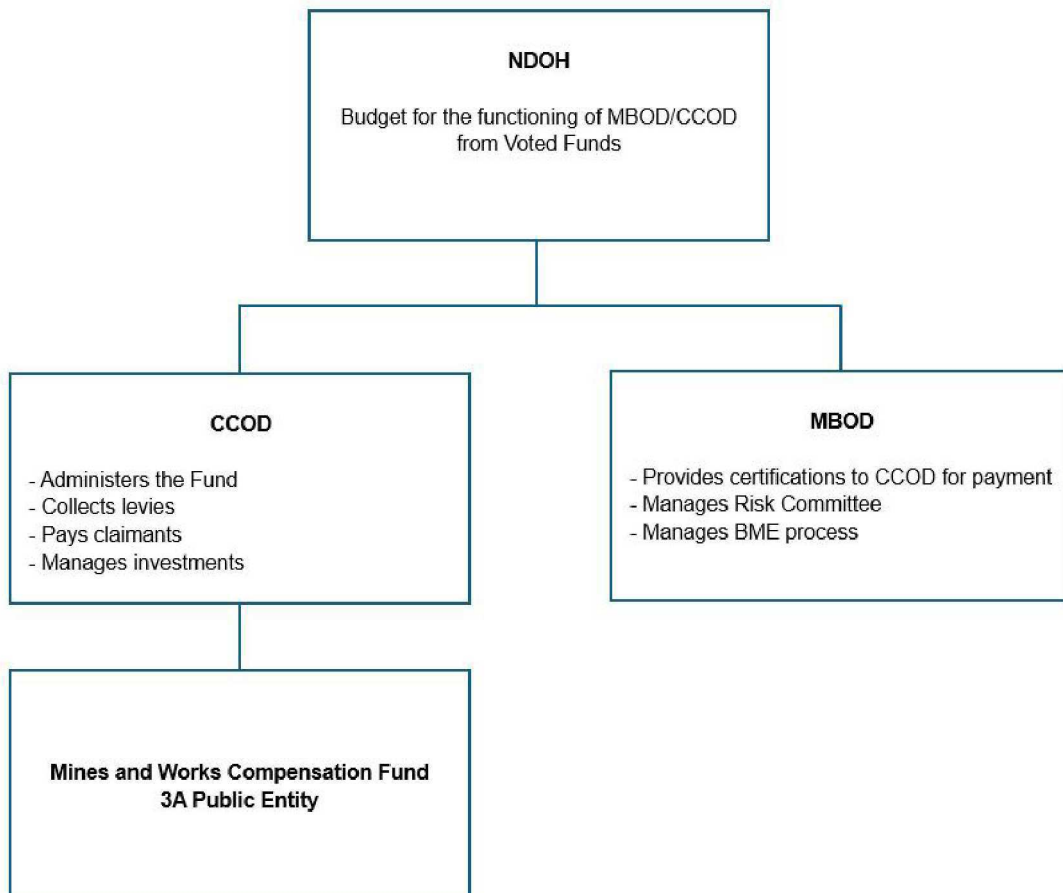 NDOH
Budget for the functioning of MBOD/CCOD
from Voted Funds
CCOD
- Administers the Fund
- Collects levies
- Pays claimants
- Manages investments
MBOD
- Provides certifications to CCOD for payment
- Manages Risk Committee
- Manages BME process
Mines and Works Compensation Fund
3A Public Entity